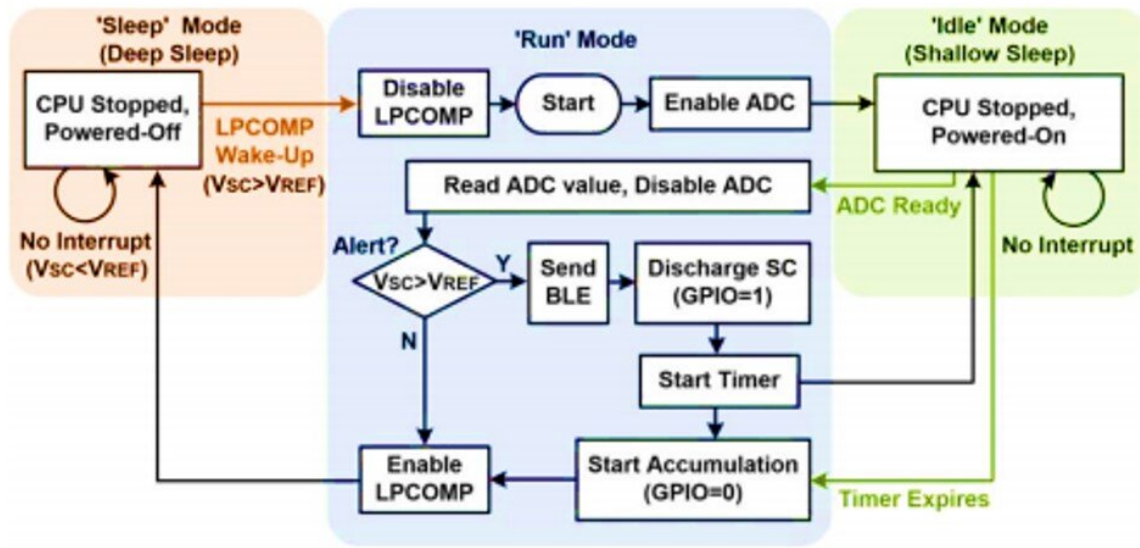 'Sleep' Mode
(Deep Sleep)
CPU Stopped,
Powered-Off
No Interrupt
(VSC<VREF)
LPCOMP
Wake-Up
(VSC>VREF)
'Run' Mode
Disable
LPCOMP
Start
Enable ADC
Read ADC value, Disable ADC
Alert?
VSC>VREF
Y
N
Send
BLE
Discharge SC
(GPIO=1)
Start Timer
Start Accumulation
(GPIO=0)
Enable
LPCOMP
'Idle' Mode
(Shallow Sleep)
CPU Stopped,
Powered-On
ADC Ready
No Interrupt
Timer Expires